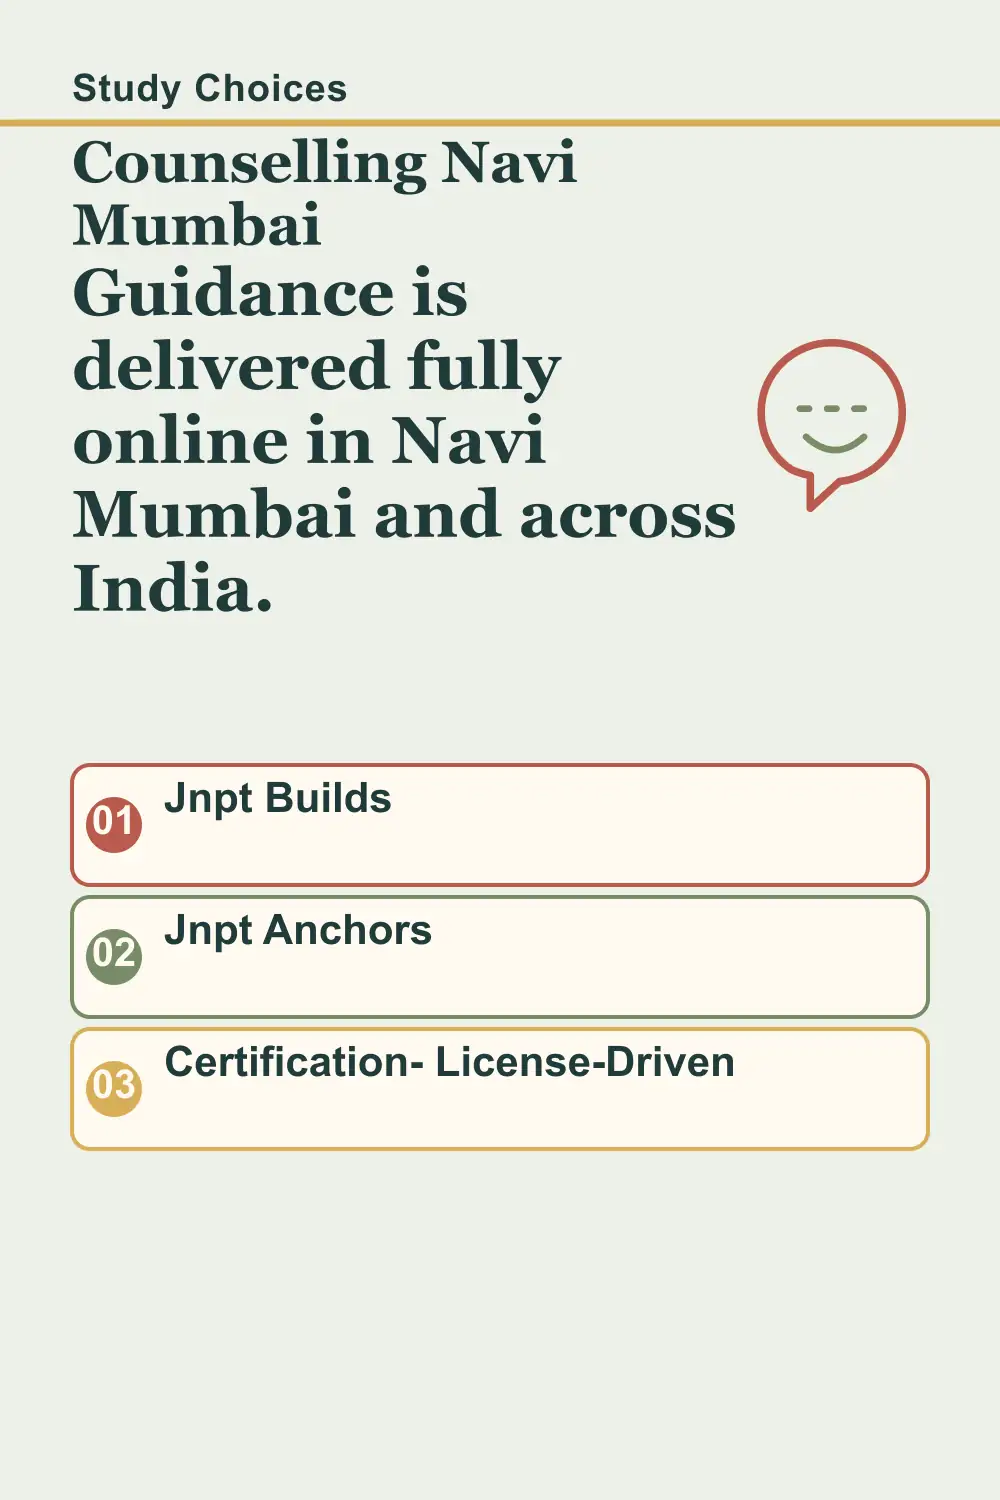 Study Choices
Counselling Navi
Mumbai
Guidance is
delivered fully
online in Navi
Mumbai and across
India.
01
Jnpt Builds
02
Jnpt Anchors
03
Certification- License-Driven